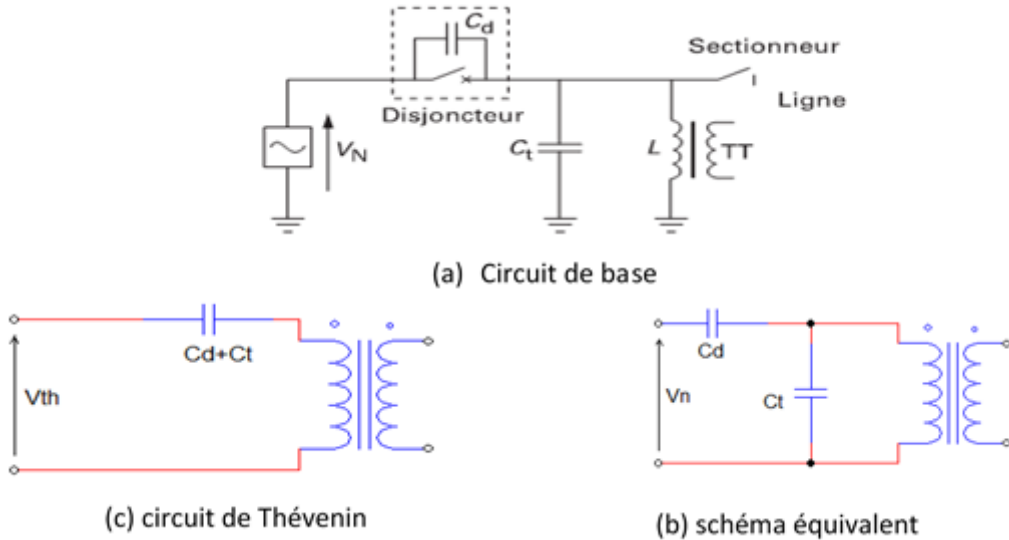 Cd
Sectionneur
Ligne
Disjoncteur
VN
Ct
L
TT
(a) Circuit de base
Cd+Ct
Vth
Cd
Vn
Ct
(c) circuit de Thévenin
(b) schéma équivalent